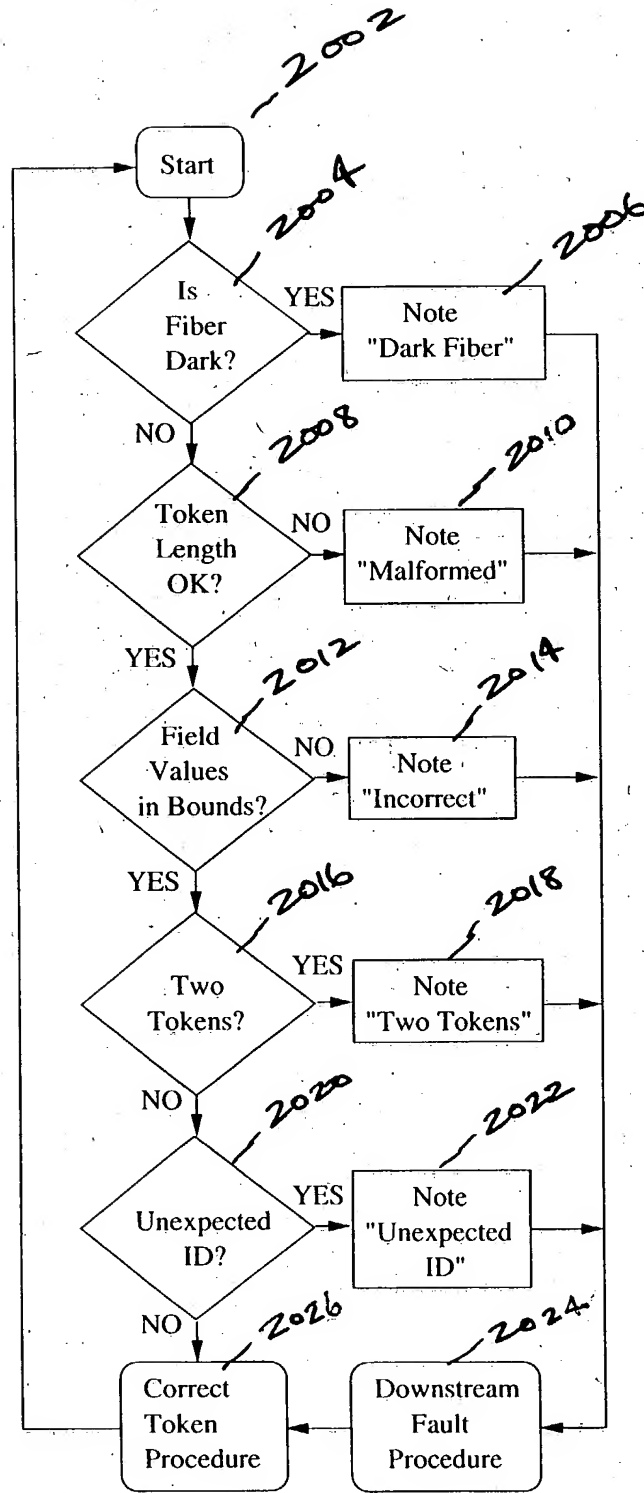 2002
Start
2004
2006
Is
Fiber
Dark?
YES
Note
"Dark Fiber"
NO
2008
2010
Token
Length
OK?
NO
Note
"Malformed"
YES
2012
2014
Field
Values
in Bounds?
NO
Note
"Incorrect"
YES
2016
2018
Two
Tokens?
YES
Note
"Two Tokens"
NO
2020
2022
Unexpected
ID?
YES
Note
"Unexpected
ID"
NO
2026
2024
Correct
Token
Procedure
Downstream
Fault
Procedure